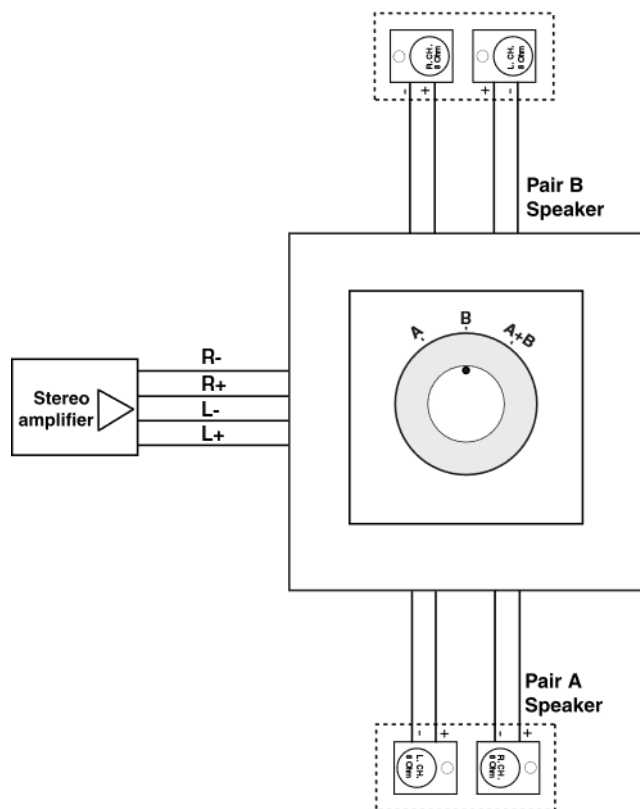 R.CH.
8 Ohm
L. CH.
8 Ohm
- +
+ -
Pair B
Speaker
A
B
A+B
Stereo
amplifier
R-
R+
L-
L+
Pair A
Speaker
- +
- +
L. CH.
8 Ohm
R.CH.
8 Ohm